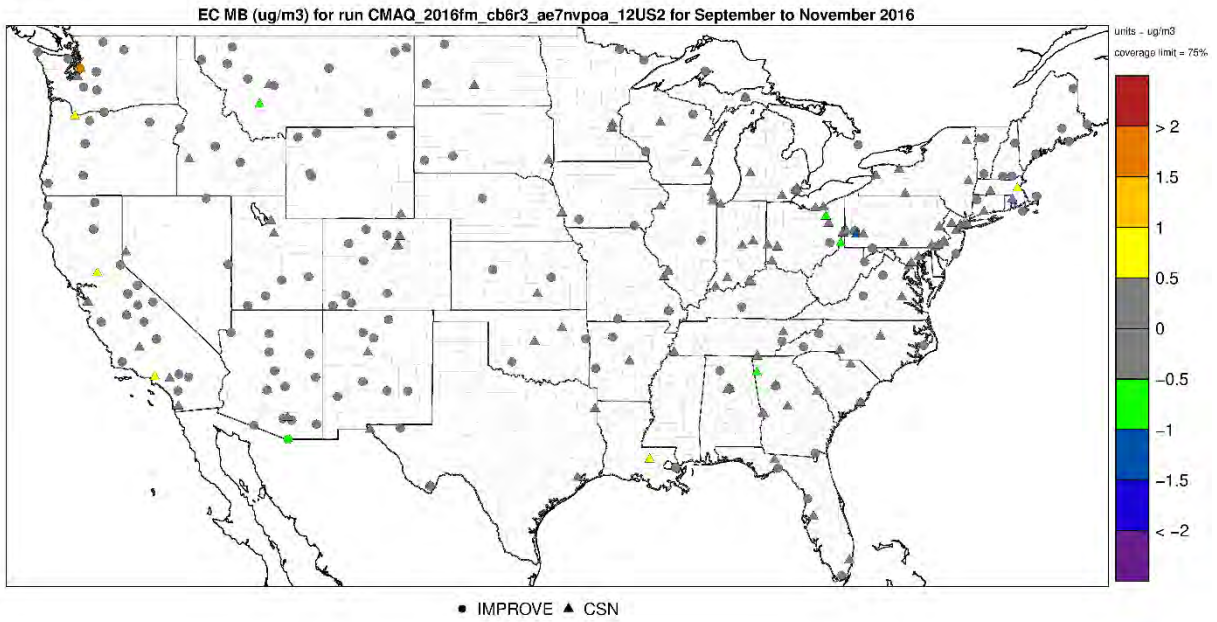 EC MB (ug/m3) for run CMAQ_2016fm_cb6r3_ae7nvpoa_12US2 for September to November 2016
units = ug/m3
coverage limit = 75%
> 2
1.5
1
0.5
0
−0.5
−1
−1.5
< −2
● IMPROVE ▲ CSN